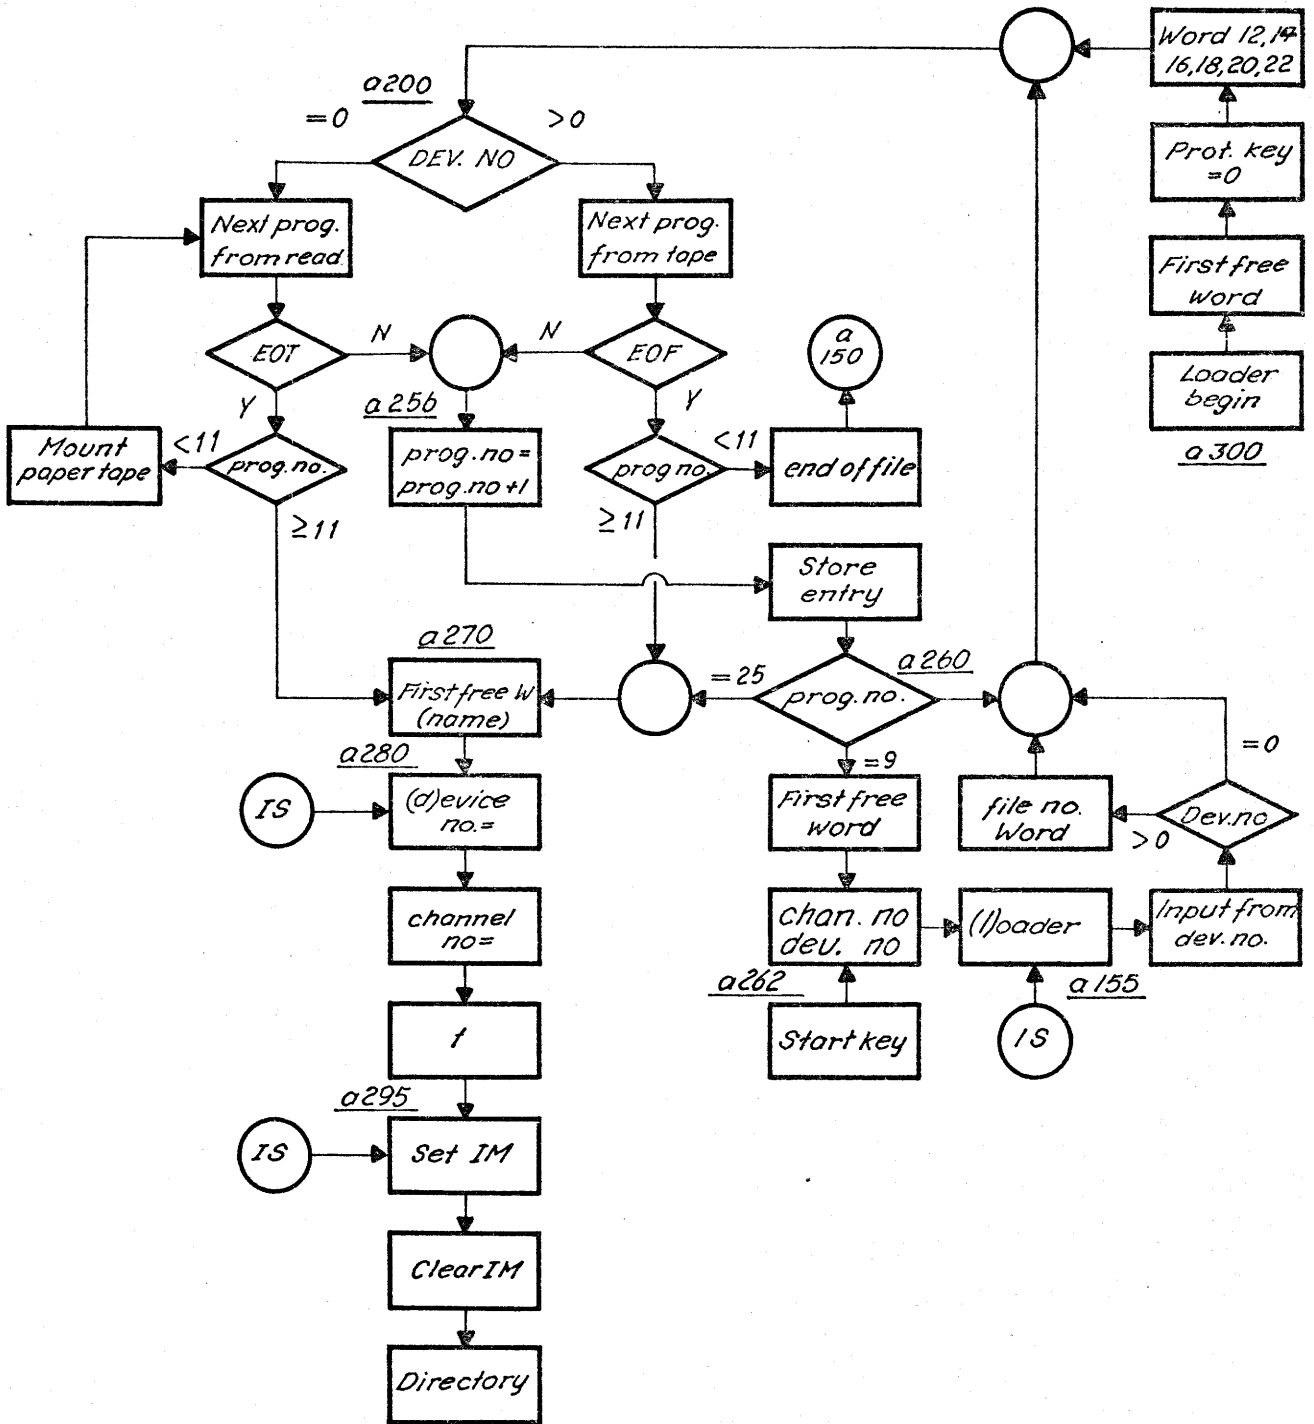 Word 12,14
16,18,20,22
a200
=0
>0
DEV. NO
Prot. key
=0
Next prog.
from read
Next prog.
from tape
First free
word
EOT
N
N
EOF
a
150
Loader
begin
Y
a256
Y
a300
Mount
paper tape
<11
prog.no.
prog.no=
prog.no+1
prog no.
<11
end of file
≥11
≥11
Store
entry
a270
First free W
(name)
=25
prog.no.
a260
=0
a280
=9
IS
(d)evice
no.=
First free
word
file no.
Word
>0
Dev.no
channel
no=
chan. no
dev. no
(l)oader
Input from
dev.no.
a262
a155
f
Start key
IS
a295
IS
Set IM
Clear IM
Directory